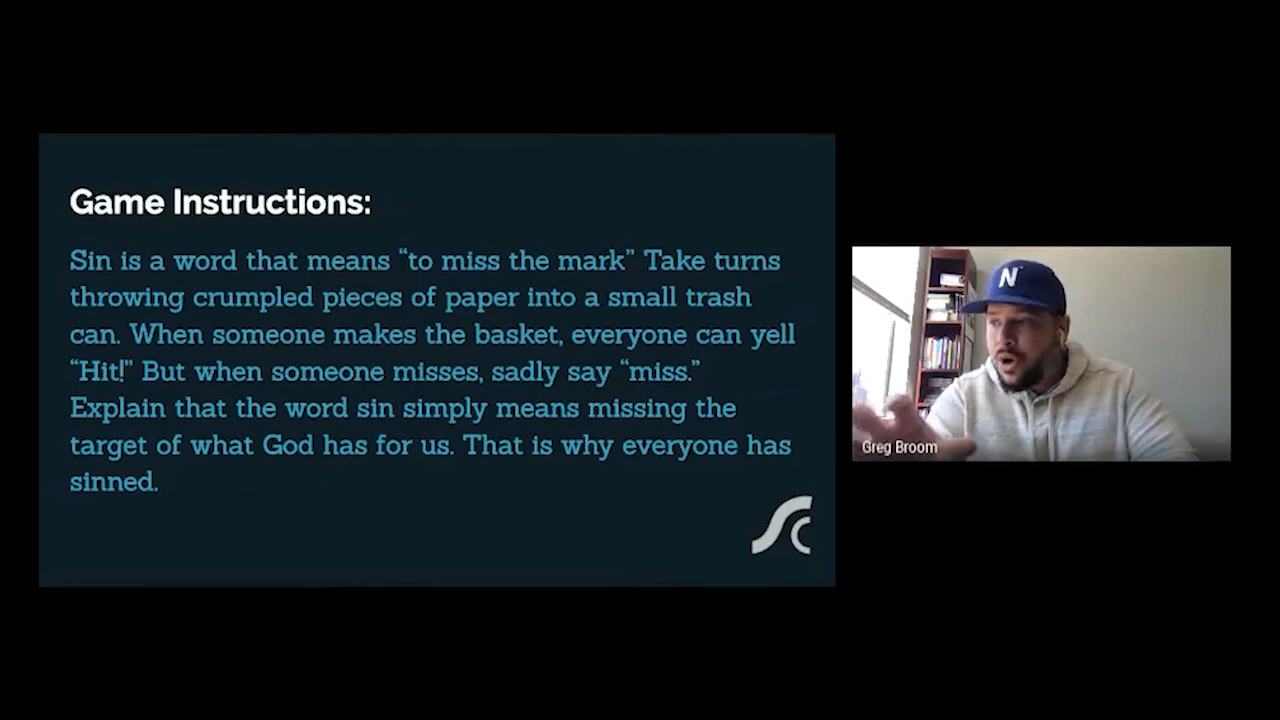 Game Instructions:
Sin is a word that means “to miss the mark” Take turns
throwing crumpled pieces of paper into a small trash
can. When someone makes the basket, everyone can yell
“Hit!” But when someone misses, sadly say “miss.”
Explain that the word sin simply means missing the
target of what God has for us. That is why everyone has
sinned.
SC
N
Greg Broom